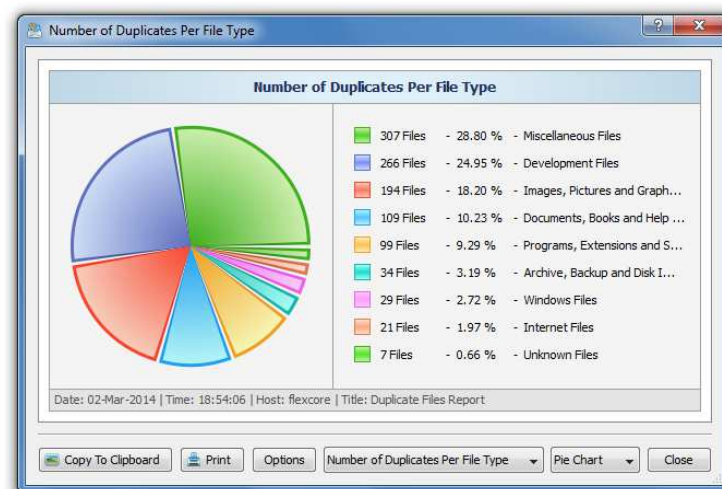 Number of Duplicates Per File Type
?
Number of Duplicates Per File Type
307 Files - 28.80 % - Miscellaneous Files
266 Files - 24.95 % - Development Files
194 Files - 18.20 % - Images, Pictures and Graph...
109 Files - 10.23 % - Documents, Books and Help ...
99 Files - 9.29 % - Programs, Extensions and S...
34 Files - 3.19 % - Archive, Backup and Disk I...
29 Files - 2.72 % - Windows Files
21 Files - 1.97 % - Internet Files
7 Files - 0.66 % - Unknown Files
Date: 02-Mar-2014 | Time: 18:54:06 | Host: flexcore | Title: Duplicate Files Report
Copy To Clipboard Print Options Number of Duplicates Per File Type Pie Chart Close